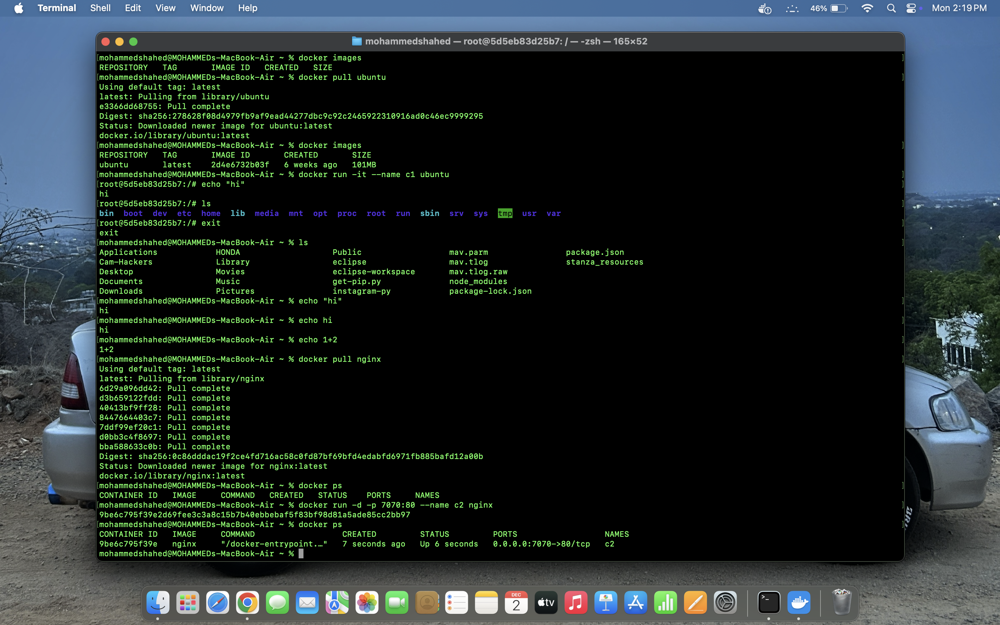 Terminal Shell Edit View Window Help 46% Mon 2:19 PM
mohammedshahed — root@5d5eb83d25b7: / — -zsh — 165×52
[mohammedshahed@MOHAMMEDs-MacBook-Air ~ % docker images ]
REPOSITORY TAG IMAGE ID CREATED SIZE
[mohammedshahed@MOHAMMEDs-MacBook-Air ~ % docker pull ubuntu ]
Using default tag: latest
latest: Pulling from library/ubuntu
e3366dd68755: Pull complete
Digest: sha256:278628f08d4979fb9af9ead44277dbc9c92c2465922310916ad0c46ec9999295
Status: Downloaded newer image for ubuntu:latest
docker.io/library/ubuntu:latest
[mohammedshahed@MOHAMMEDs-MacBook-Air ~ % docker images ]
REPOSITORY TAG IMAGE ID CREATED SIZE
ubuntu latest 2d4e6732b03f 6 weeks ago 101MB
[mohammedshahed@MOHAMMEDs-MacBook-Air ~ % docker run -it --name c1 ubuntu ]
[root@5d5eb83d25b7:/# echo "hi" ]
hi
[root@5d5eb83d25b7:/# ls ]
bin boot dev etc home lib media mnt opt proc root run sbin srv sys tmp usr var
[root@5d5eb83d25b7:/# exit ]
exit
[mohammedshahed@MOHAMMEDs-MacBook-Air ~ % ls ]
Applications HONDA Public mav.parm package.json
Cam-Hackers Library eclipse mav.tlog stanza_resources
Desktop Movies eclipse-workspace mav.tlog.raw
Documents Music get-pip.py node_modules
Downloads Pictures instagram-py package-lock.json
[mohammedshahed@MOHAMMEDs-MacBook-Air ~ % echo "hi" ]
hi
[mohammedshahed@MOHAMMEDs-MacBook-Air ~ % echo hi ]
hi
[mohammedshahed@MOHAMMEDs-MacBook-Air ~ % echo 1+2 ]
1+2
[mohammedshahed@MOHAMMEDs-MacBook-Air ~ % docker pull nginx ]
Using default tag: latest
latest: Pulling from library/nginx
6d29a096dd42: Pull complete
d3b659122fdd: Pull complete
40413bf9ff28: Pull complete
8447664403c7: Pull complete
7ddf99ef20c1: Pull complete
d0bb3c4f8697: Pull complete
bba588633c0b: Pull complete
Digest: sha256:0c86dddac19f2ce4fd716ac58c0fd87bf69bfd4edabfd6971fb885bafd12a00b
Status: Downloaded newer image for nginx:latest
docker.io/library/nginx:latest
[mohammedshahed@MOHAMMEDs-MacBook-Air ~ % docker ps ]
CONTAINER ID IMAGE COMMAND CREATED STATUS PORTS NAMES
[mohammedshahed@MOHAMMEDs-MacBook-Air ~ % docker run -d -p 7070:80 --name c2 nginx ]
9be6c795f39e2d69fee3c3a8c15b7b40ebbebaf5f83bf98d81a5ade85cc2bb97
[mohammedshahed@MOHAMMEDs-MacBook-Air ~ % docker ps ]
CONTAINER ID IMAGE COMMAND CREATED STATUS PORTS NAMES
9be6c795f39e nginx "/docker-entrypoint.…" 7 seconds ago Up 6 seconds 0.0.0.0:7070->80/tcp c2
mohammedshahed@MOHAMMEDs-MacBook-Air ~ %
DEC
2
tv
>_